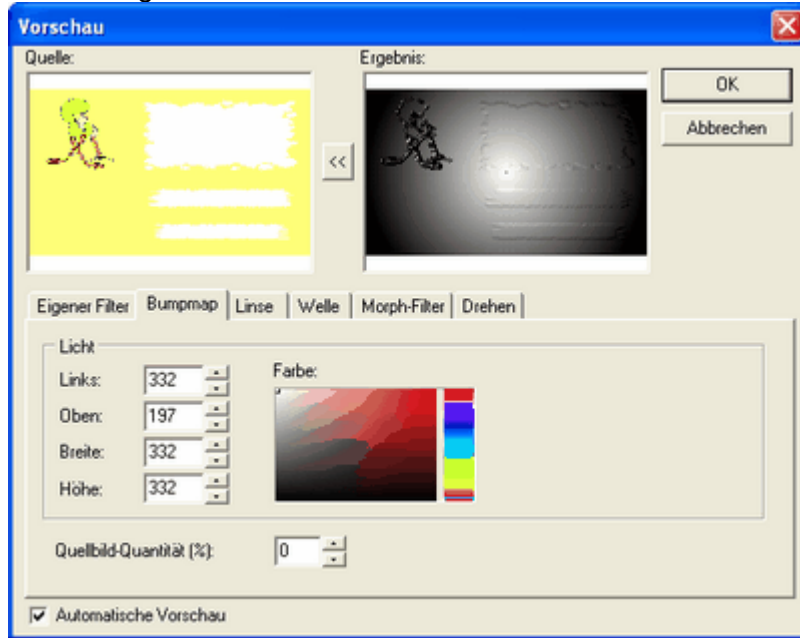 Vorschau
Quelle:
Ergebnis:
OK
Abbrechen
<<
Eigener Filter Bumpmap Linse Welle Morph-Filter Drehen
Licht
Links: 332
Farbe:
Oben: 197
Breite: 332
Höhe: 332
Quellbild-Quantität (%): 0
Automatische Vorschau